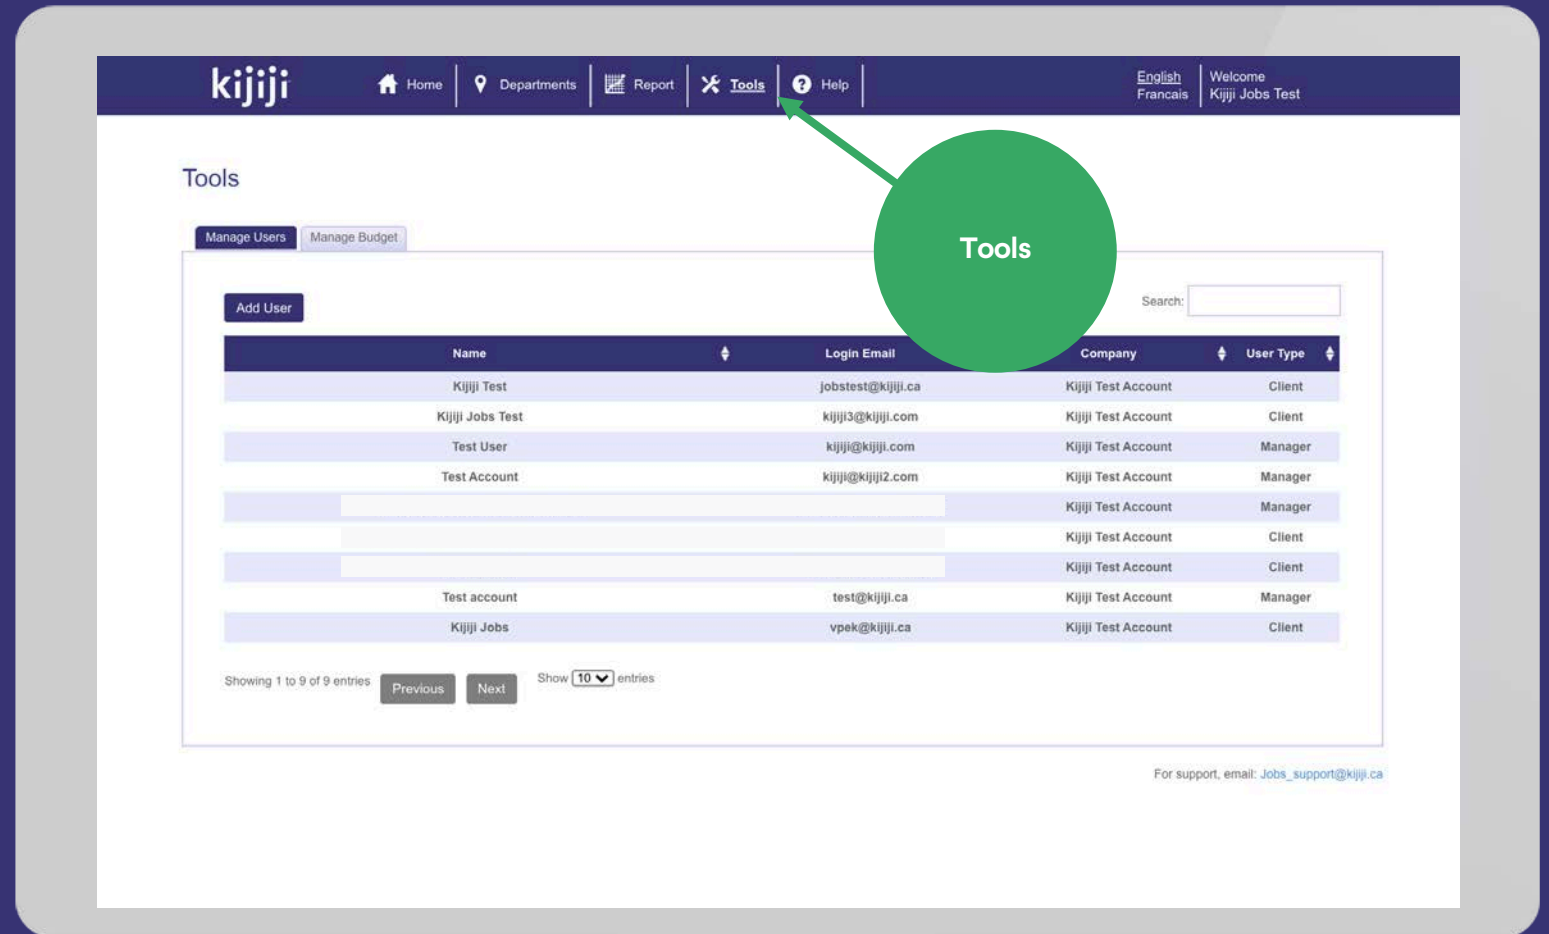 kijiji
Home
Departments
Report
Tools
Help
English
Francais
Welcome
Kijiji Jobs Test
Tools
Tools
Manage Users
Manage Budget
Add User
Search:
Name Login Email Company User Type
Kijiji Test jobstest@kijiji.ca Kijiji Test Account Client
Kijiji Jobs Test kijiji3@kijiji.com Kijiji Test Account Client
Test User kijiji@kijiji.com Kijiji Test Account Manager
Test Account kijiji@kijiji2.com Kijiji Test Account Manager
Kijiji Test Account Manager
Kijiji Test Account Client
Kijiji Test Account Client
Test account test@kijiji.ca Kijiji Test Account Manager
Kijiji Jobs vpek@kijiji.ca Kijiji Test Account Client
Showing 1 to 9 of 9 entries Previous Next Show 10 entries
For support, email: Jobs_support@kijiji.ca